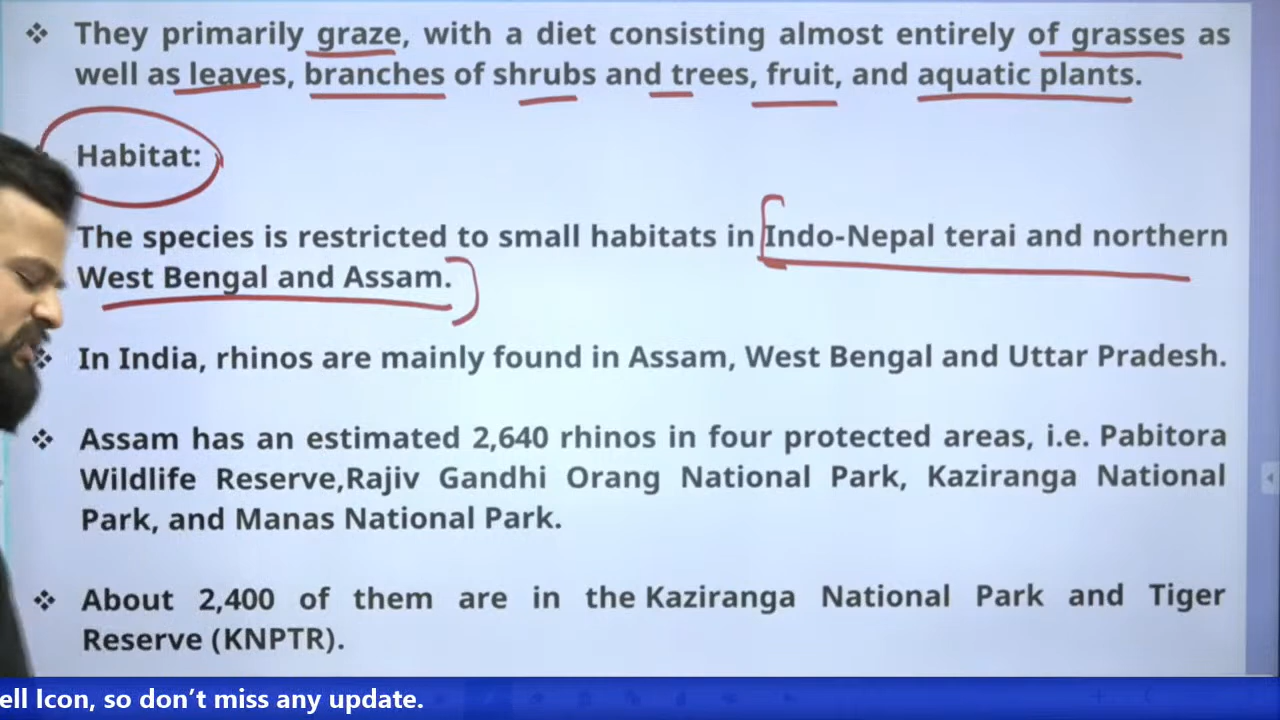 ❖ They primarily graze, with a diet consisting almost entirely of grasses as
well as leaves, branches of shrubs and trees, fruit, and aquatic plants.
Habitat:
The species is restricted to small habitats in Indo-Nepal terai and northern
West Bengal and Assam.
❖ In India, rhinos are mainly found in Assam, West Bengal and Uttar Pradesh.
❖ Assam has an estimated 2,640 rhinos in four protected areas, i.e. Pabitora
Wildlife Reserve,Rajiv Gandhi Orang National Park, Kaziranga National
Park, and Manas National Park.
❖ About 2,400 of them are in the Kaziranga National Park and Tiger
Reserve (KNPTR).
ell Icon, so don’t miss any update.